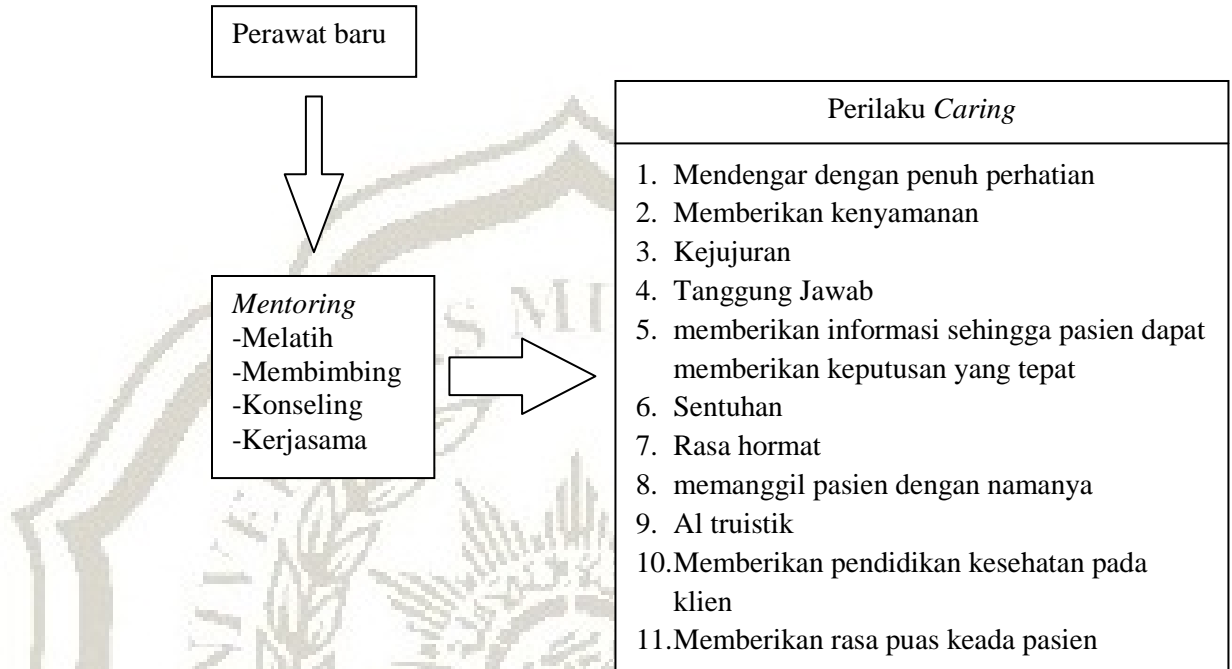 Perawat baru
Mentoring
-Melatih
-Membimbing
-Konseling
-Kerjasama
Perilaku Caring
1. Mendengar dengan penuh perhatian
2. Memberikan kenyamanan
3. Kejujuran
4. Tanggung Jawab
5. memberikan informasi sehingga pasien dapat
memberikan keputusan yang tepat
6. Sentuhan
7. Rasa hormat
8. memanggil pasien dengan namanya
9. Al truistik
10.Memberikan pendidikan kesehatan pada
klien
11.Memberikan rasa puas keada pasien